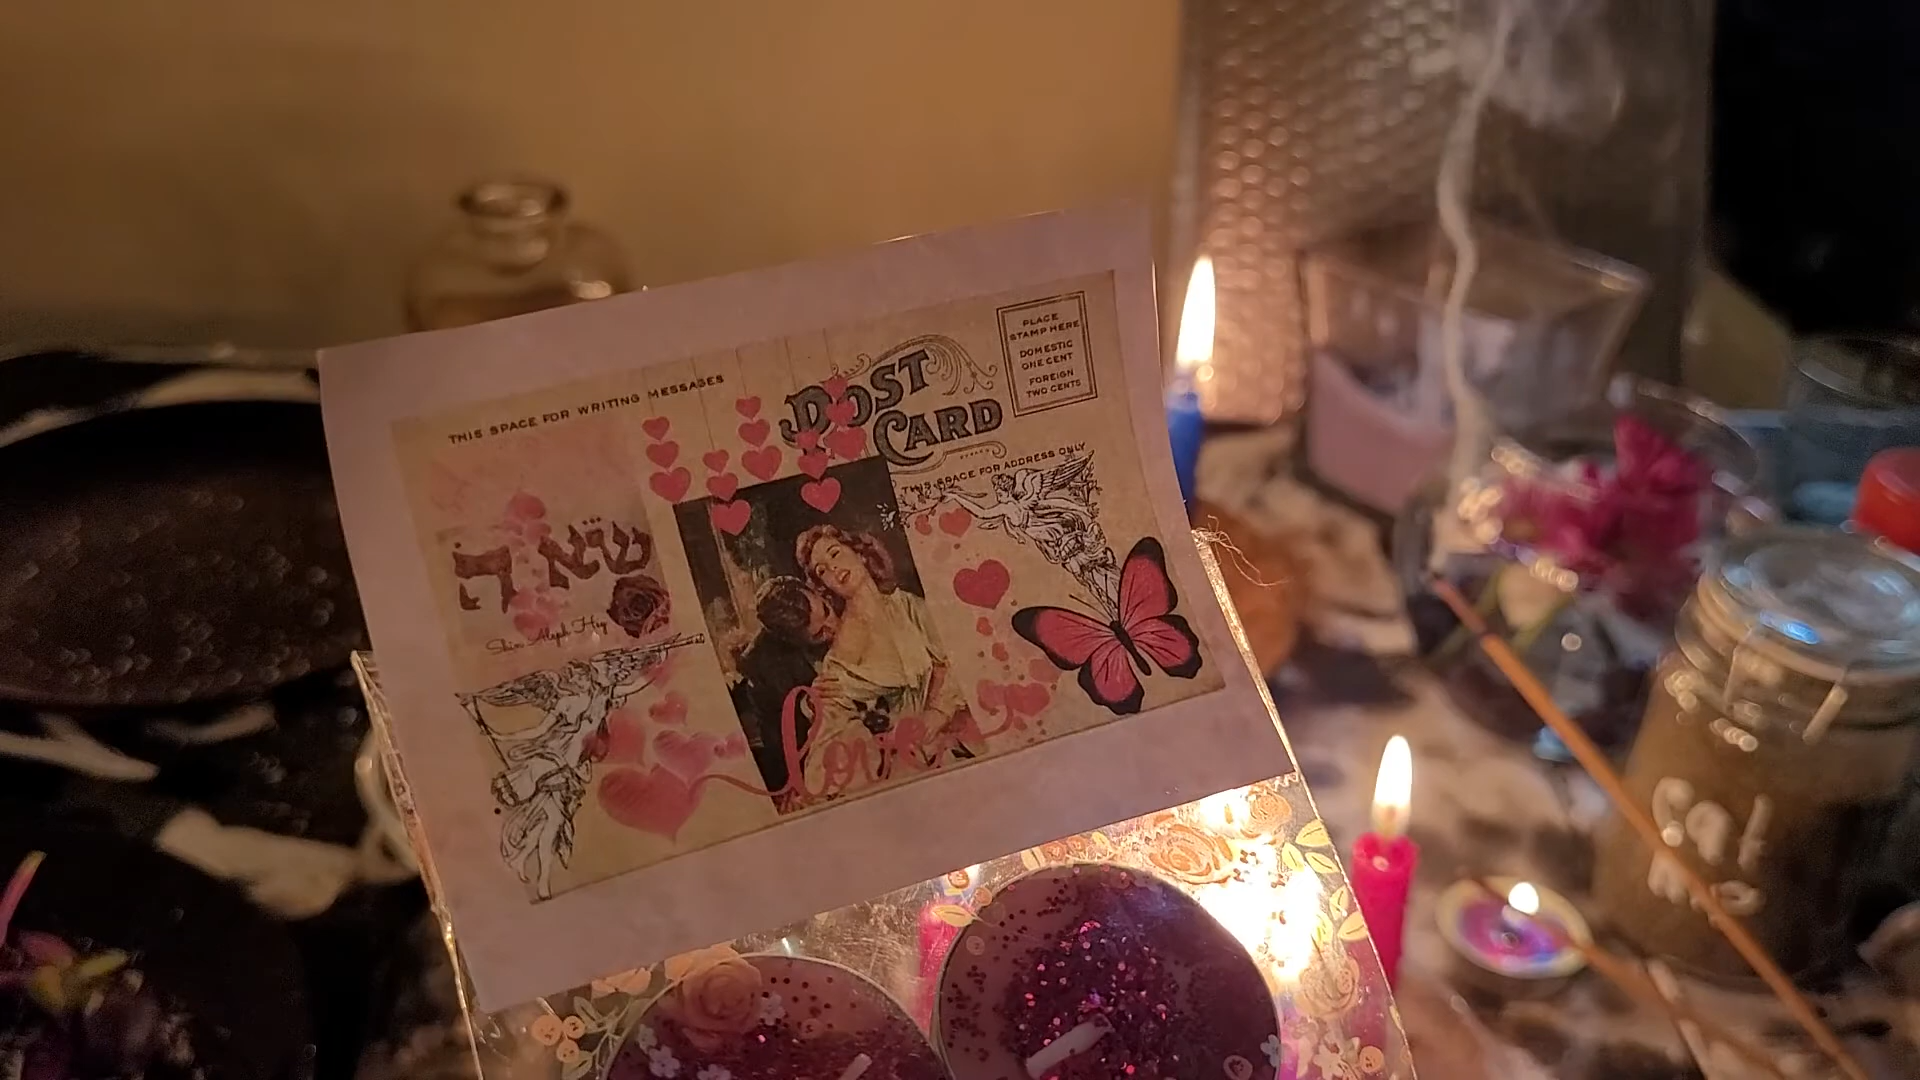 THIS SPACE FOR WRITING MESSAGES
POST
CARD
PLACE
STAMP HERE
DOMESTIC
ONE CENT
FOREIGN
TWO CENTS
THIS SPACE FOR ADDRESS ONLY
שאה
Shin Aleph Hey
love